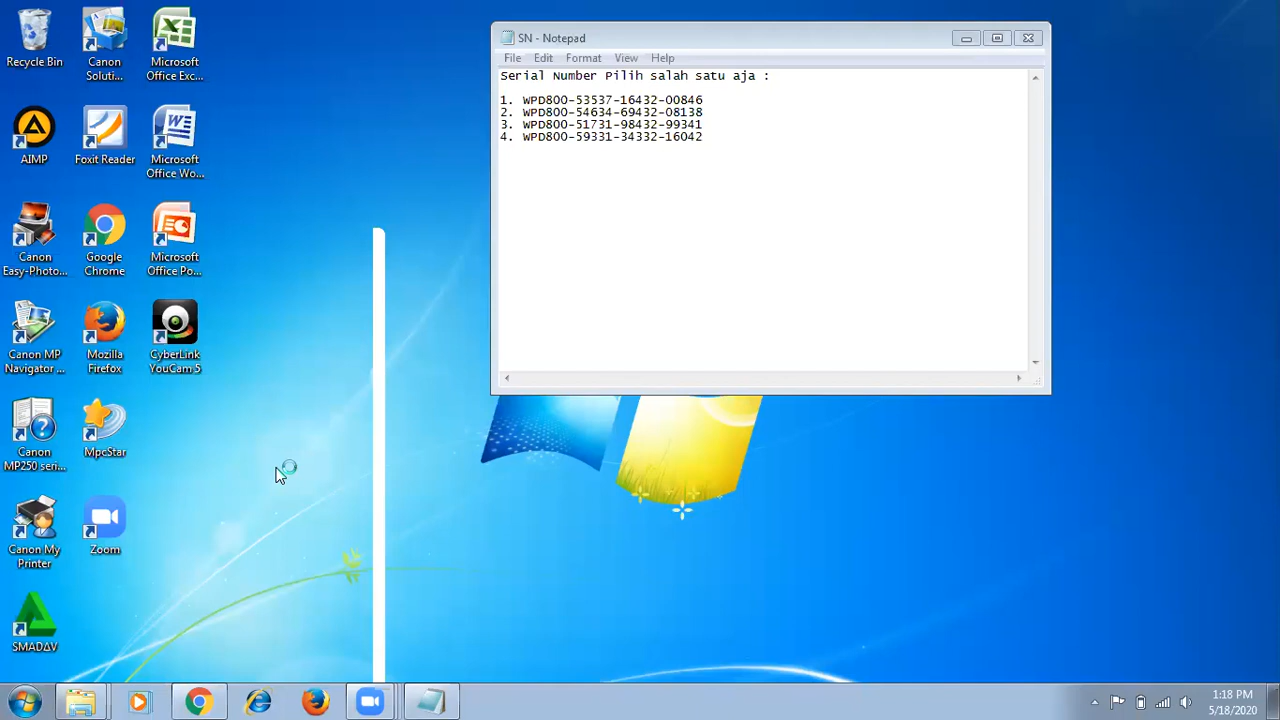 SN - Notepad
File Edit Format View Help
Serial Number Pilih salah satu aja :
1. WPD800-53537-16432-00846
2. WPD800-54634-69432-08138
3. WPD800-51731-98432-99341
4. WPD800-59331-34332-16042
Recycle Bin
Canon
Soluti...
Microsoft
Office Exc...
AIMP
Foxit Reader
Microsoft
Office Wo...
Canon
Easy-Photo...
Google
Chrome
Microsoft
Office Po...
Canon MP
Navigator ...
Mozilla
Firefox
CyberLink
YouCam 5
Canon
MP250 seri...
MpcStar
Canon My
Printer
Zoom
SMADΔV
1:18 PM
5/18/2020